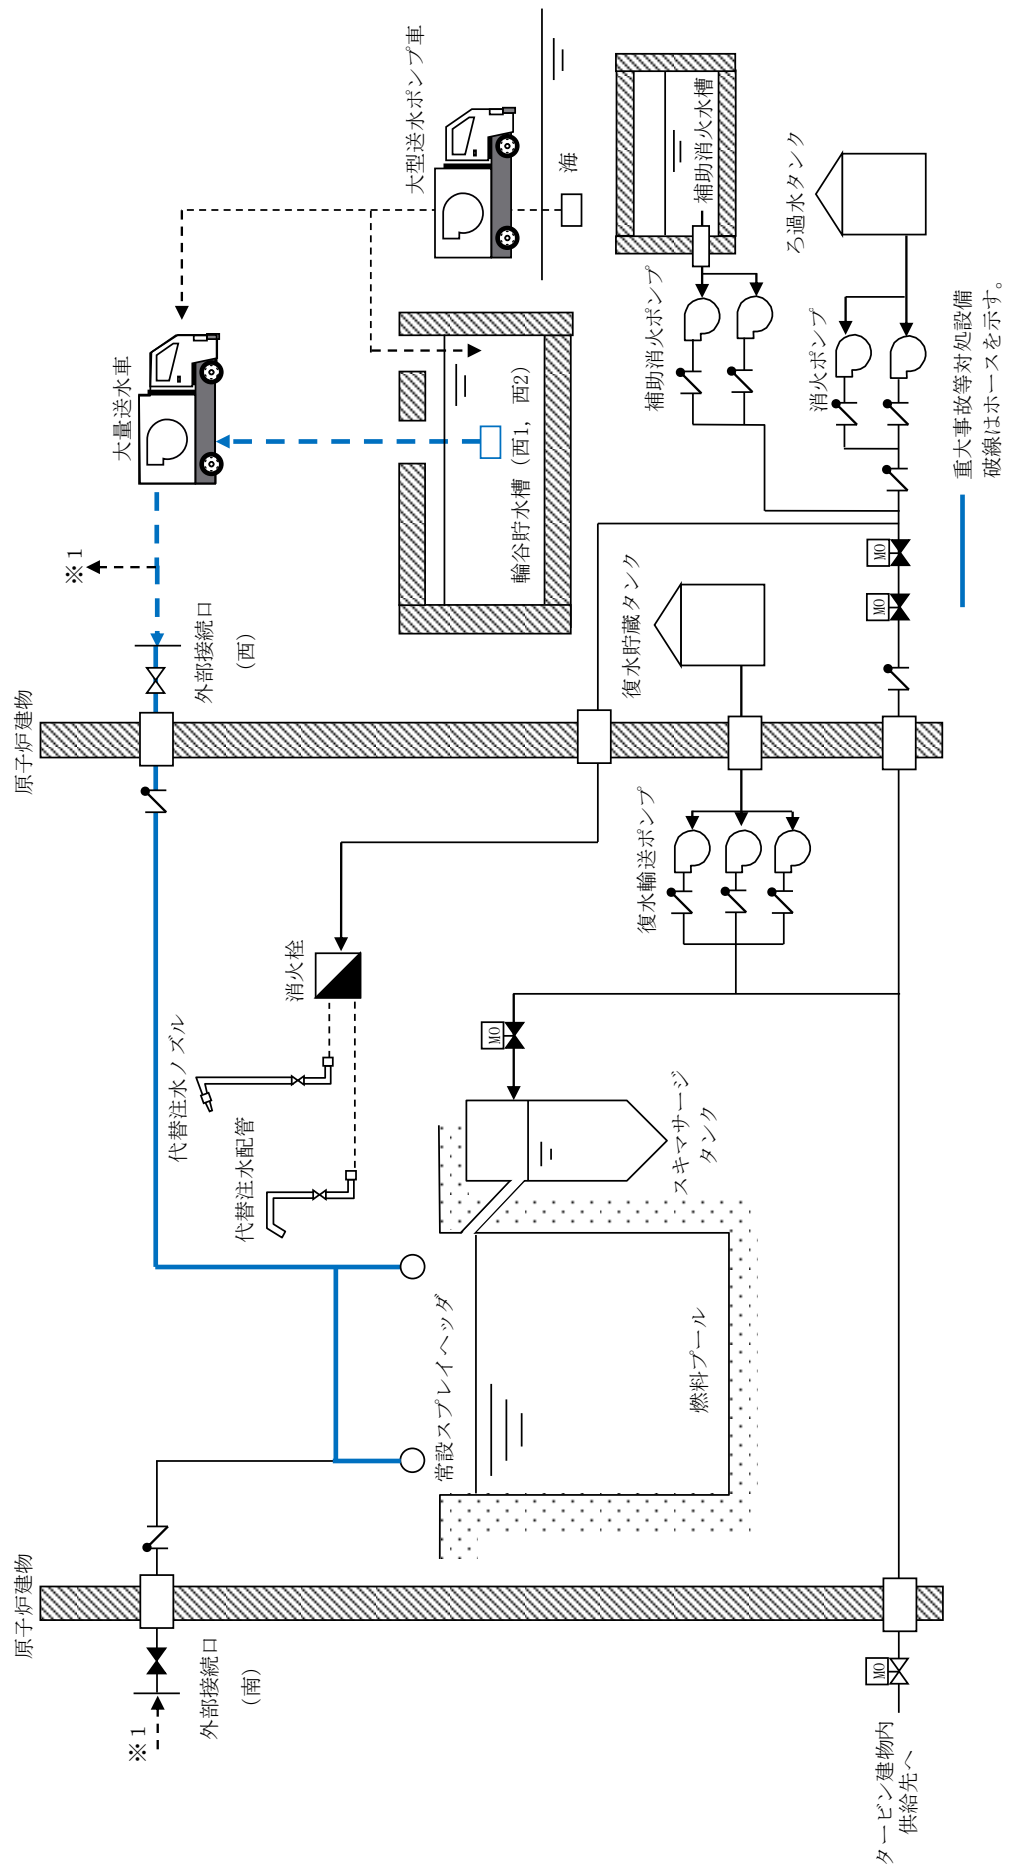 原子炉建物
※1
外部接続口
(南)
タービン建物内
供給先へ
MO
常設スプレイヘッダ
燃料プール
代替注水ノズル
代替注水配管
消火栓
スキマサージ
タンク
MO
復水輸送ポンプ
原子炉建物
外部接続口
(西)
※1
大量送水車
輪谷貯水槽(西1,西2)
大型送水ポンプ車
海
復水貯蔵タンク
補助消火ポンプ
補助消火水槽
消火ポンプ
ろ過水タンク
MO
MO
重大事故等対処設備
破線はホースを示す。